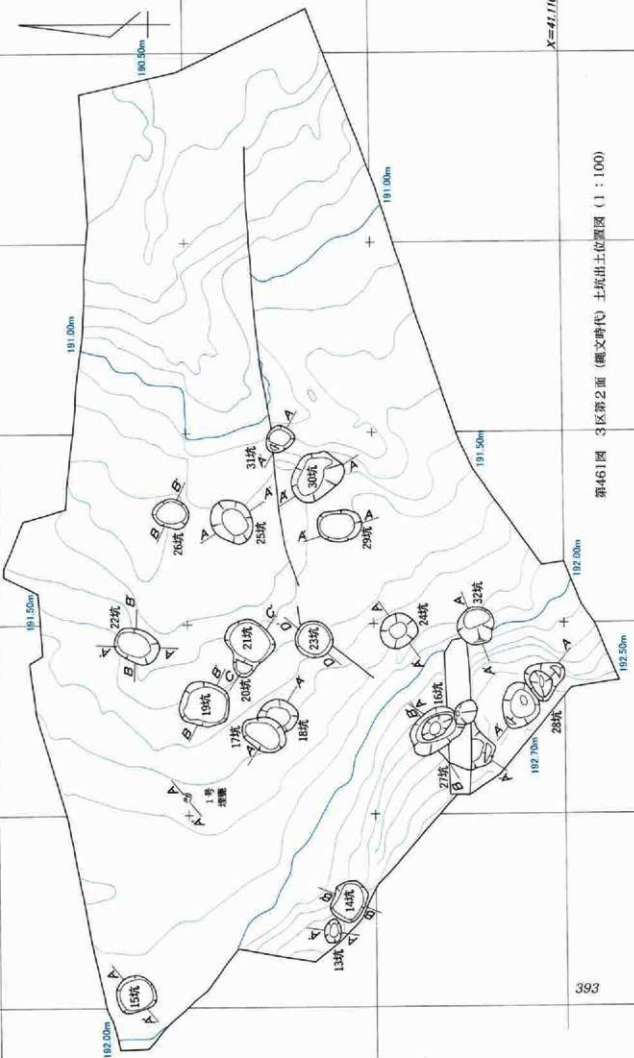 190.50m
X=41.110
191.00m
191.00m
第461図 3区第2面（縄文時代）土坑出土位置図（1：100）
191.50m
191.50m
192.00m
192.00m
192.50m
192.70m
13坑
14坑
15坑
16坑
17坑
18坑
19坑
20坑
21坑
22坑
23坑
24坑
25坑
26坑
27坑
28坑
29坑
30坑
31坑
32坑
1号
埋甕
A
A'
B
B'
C
C'
D
D'
393